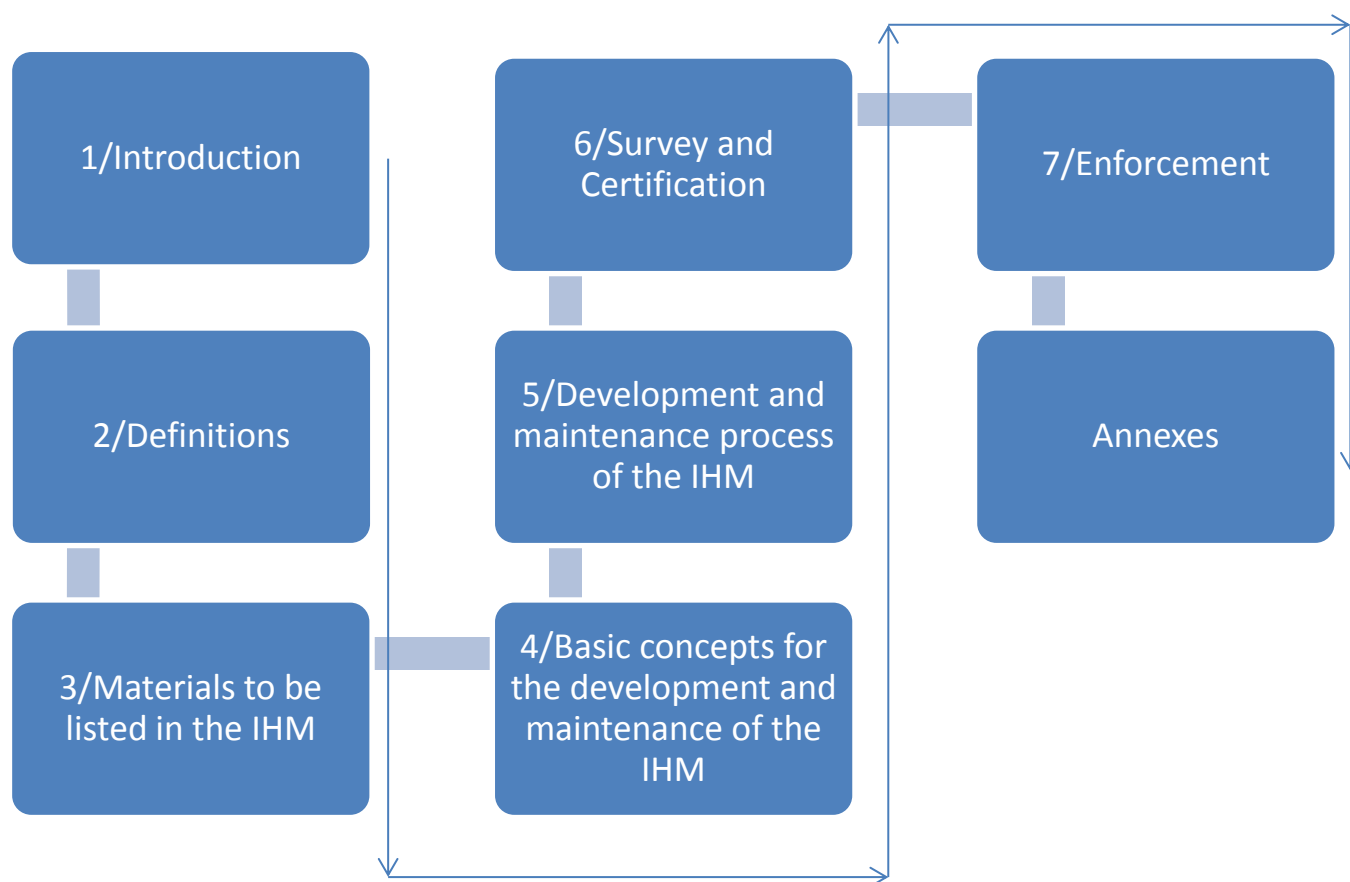 1/Introduction
2/Definitions
3/Materials to be
listed in the IHM
4/Basic concepts for
the development and
maintenance of the
IHM
5/Development and
maintenance process
of the IHM
6/Survey and
Certification
7/Enforcement
Annexes